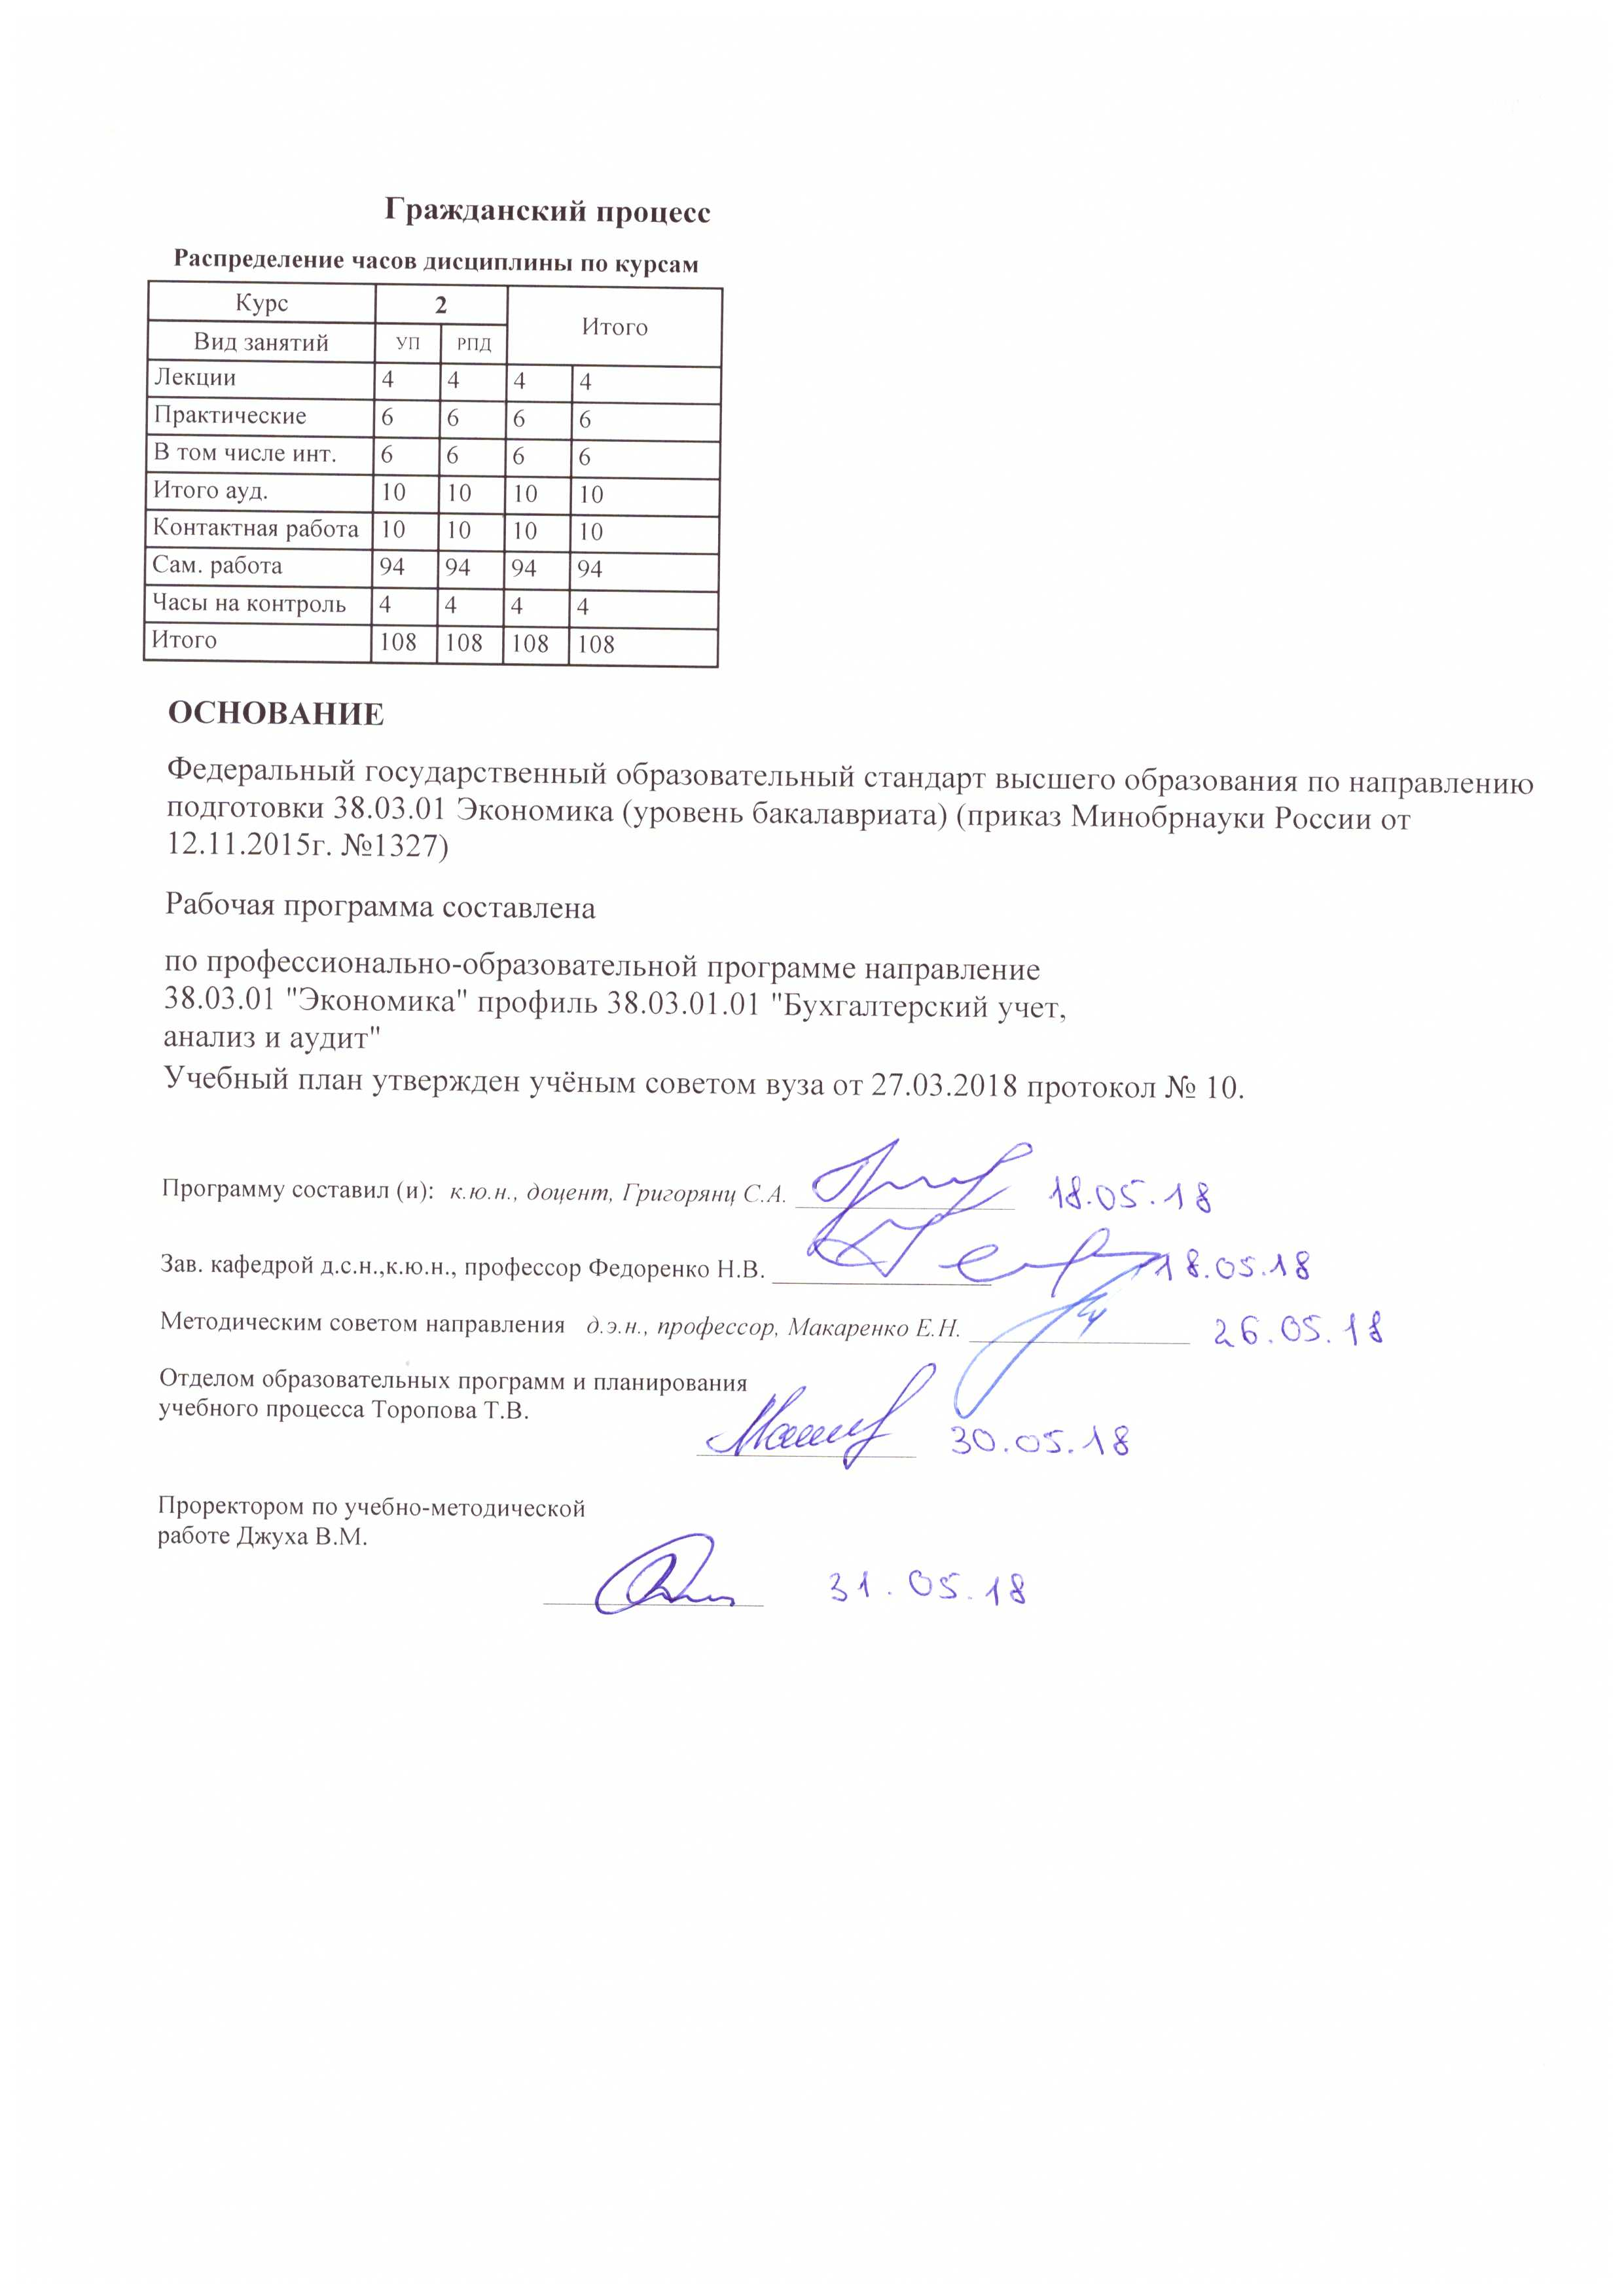 Гражданский процесс
Распределение часов дисциплины по курсам
Курс 2 Итого
Вид занятий УП РПД
Лекции 4 4 4 4
Практические 6 6 6 6
В том числе инт. 6 6 6 6
Итого ауд. 10 10 10 10
Контактная работа 10 10 10 10
Сам. работа 94 94 94 94
Часы на контроль 4 4 4 4
Итого 108 108 108 108
ОСНОВАНИЕ
Федеральный государственный образовательный стандарт высшего образования по направлению
подготовки 38.03.01 Экономика (уровень бакалавриата) (приказ Минобрнауки России от
12.11.2015г. №1327)
Рабочая программа составлена
по профессионально-образовательной программе направление
38.03.01 "Экономика" профиль 38.03.01.01 "Бухгалтерский учет,
анализ и аудит"
Учебный план утвержден учёным советом вуза от 27.03.2018 протокол № 10.
Программу составил (и): к.ю.н., доцент, Григорянц С.А. 18.05.18
Зав. кафедрой д.с.н.,к.ю.н., профессор Федоренко Н.В. 18.05.18
Методическим советом направления д.э.н., профессор, Макаренко Е.Н. 26.05.18
Отделом образовательных программ и планирования
учебного процесса Торопова Т.В.
30.05.18
Проректором по учебно-методической
работе Джуха В.М.
31.05.18